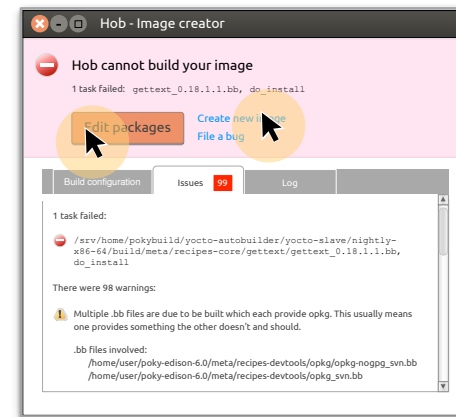 Hob - Image creator
Hob cannot build your image
1 task failed: gettext_0.18.1.1.bb, do_install
Edit packages
Create new image
File a bug
Build configuration
Issues 99
Log
1 task failed:
/srv/home/pokybuild/yocto-autobuilder/yocto-slave/nightly-
x86-64/build/meta/recipes-core/gettext/gettext_0.18.1.1.bb,
do_install
There were 98 warnings:
Multiple .bb files are due to be built which each provide opkg. This usually means
one provides something the other doesn't and should.
.bb files involved:
/home/user/poky-edison-6.0/meta/recipes-devtools/opkg/opkg-nogpg_svn.bb
/home/user/poky-edison-6.0/meta/recipes-devtools/opkg_svn.bb